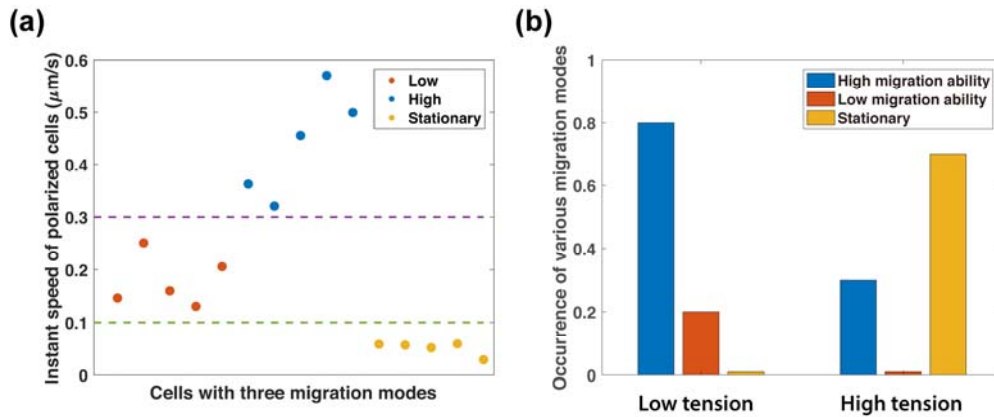 (a)
Instant speed of polarized cells (μm/s)
0.6
0.5
0.4
0.3
0.2
0.1
0
Low
High
Stationary
Cells with three migration modes
(b)
Occurrence of various migration modes
1
0.8
0.6
0.4
0.2
0
High migration ability
Low migration ability
Stationary
Low tension
High tension